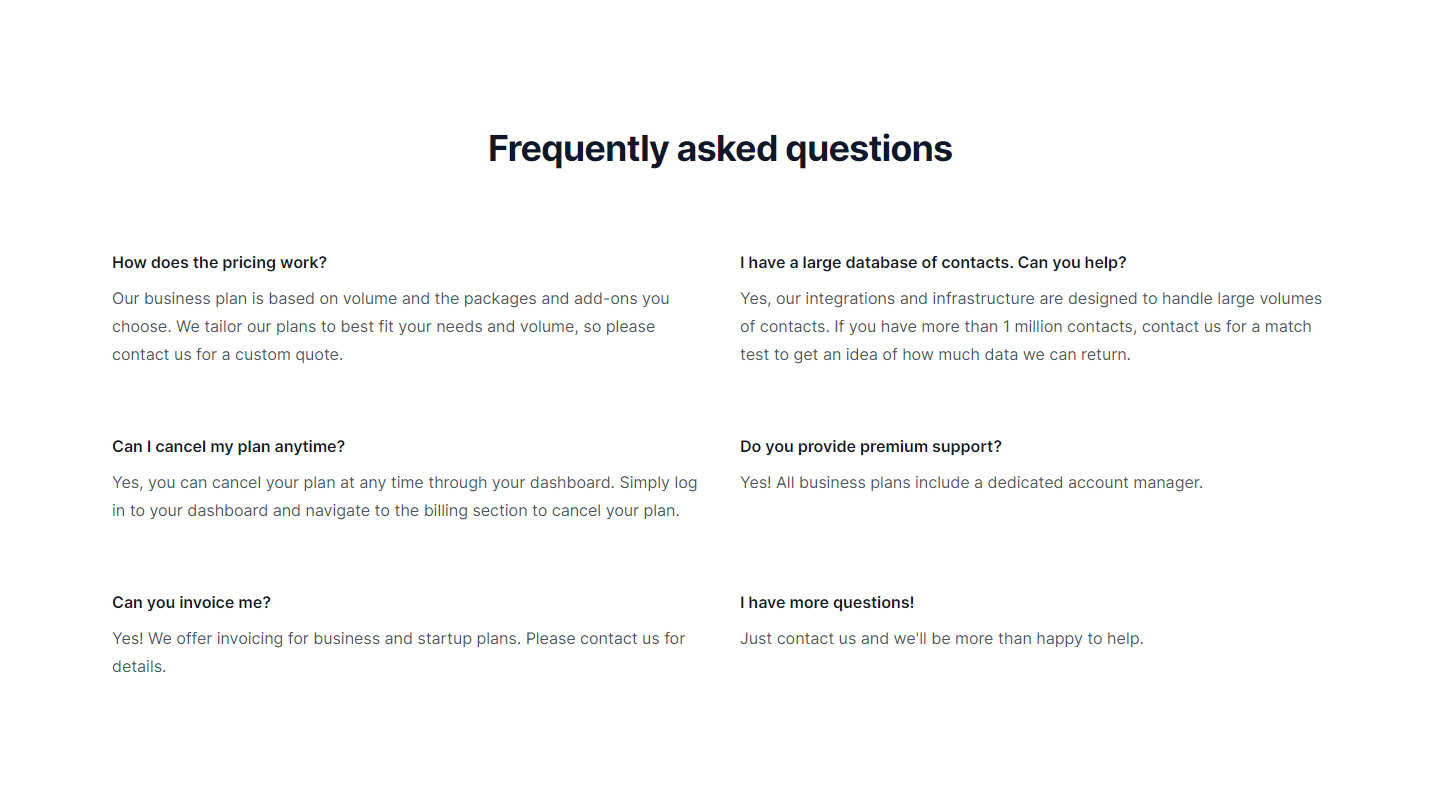 Frequently asked questions
How does the pricing work?
Our business plan is based on volume and the packages and add-ons you
choose. We tailor our plans to best fit your needs and volume, so please
contact us for a custom quote.
I have a large database of contacts. Can you help?
Yes, our integrations and infrastructure are designed to handle large volumes
of contacts. If you have more than 1 million contacts, contact us for a match
test to get an idea of how much data we can return.
Can I cancel my plan anytime?
Yes, you can cancel your plan at any time through your dashboard. Simply log
in to your dashboard and navigate to the billing section to cancel your plan.
Do you provide premium support?
Yes! All business plans include a dedicated account manager.
Can you invoice me?
Yes! We offer invoicing for business and startup plans. Please contact us for
details.
I have more questions!
Just contact us and we'll be more than happy to help.